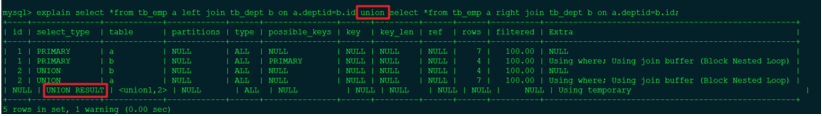 mysql> explain select *from tb_emp a left join tb_dept b on a.deptid=b.id union select *from tb_emp a right join tb_dept b on a.deptid=b.id;
+----+--------------+------------+------------+------+---------------+------+---------+------+------+----------+----------------------------------------------------+
| id | select_type | table | partitions | type | possible_keys | key | key_len | ref | rows | filtered | Extra |
+----+--------------+------------+------------+------+---------------+------+---------+------+------+----------+----------------------------------------------------+
| 1 | PRIMARY | a | NULL | ALL | NULL | NULL | NULL | NULL | 7 | 100.00 | NULL |
| 1 | PRIMARY | b | NULL | ALL | PRIMARY | NULL | NULL | NULL | 4 | 100.00 | Using where; Using join buffer (Block Nested Loop) |
| 2 | UNION | b | NULL | ALL | NULL | NULL | NULL | NULL | 4 | 100.00 | NULL |
| 2 | UNION | a | NULL | ALL | NULL | NULL | NULL | NULL | 7 | 100.00 | Using where; Using join buffer (Block Nested Loop) |
| NULL | UNION RESULT | <union1,2> | NULL | ALL | NULL | NULL | NULL | NULL | NULL | NULL | Using temporary |
+----+--------------+------------+------------+------+---------------+------+---------+------+------+----------+----------------------------------------------------+
5 rows in set, 1 warning (0.00 sec)